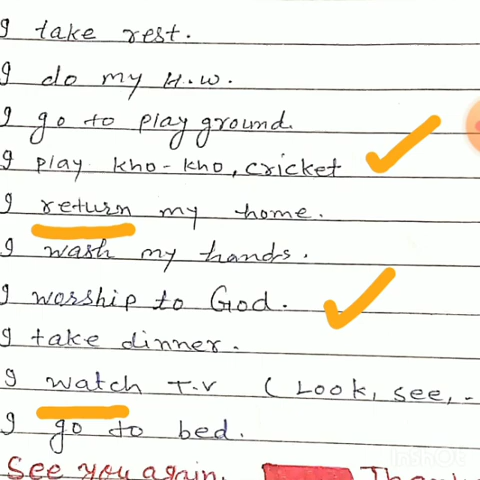 I take rest.
I do my H.W.
I go to play ground.
I play kho-kho, cricket
I return my home.
I wash my hands.
I worship to God.
I take dinner.
I watch T.V (Look, see,
I go to bed.
See you again.